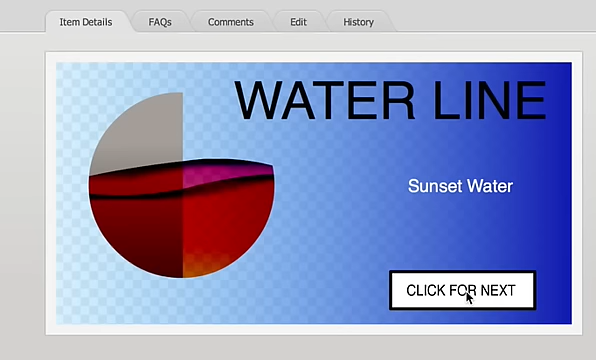 Item Details
FAQs
Comments
Edit
History
WATER LINE
Sunset Water
CLICK FOR NEXT